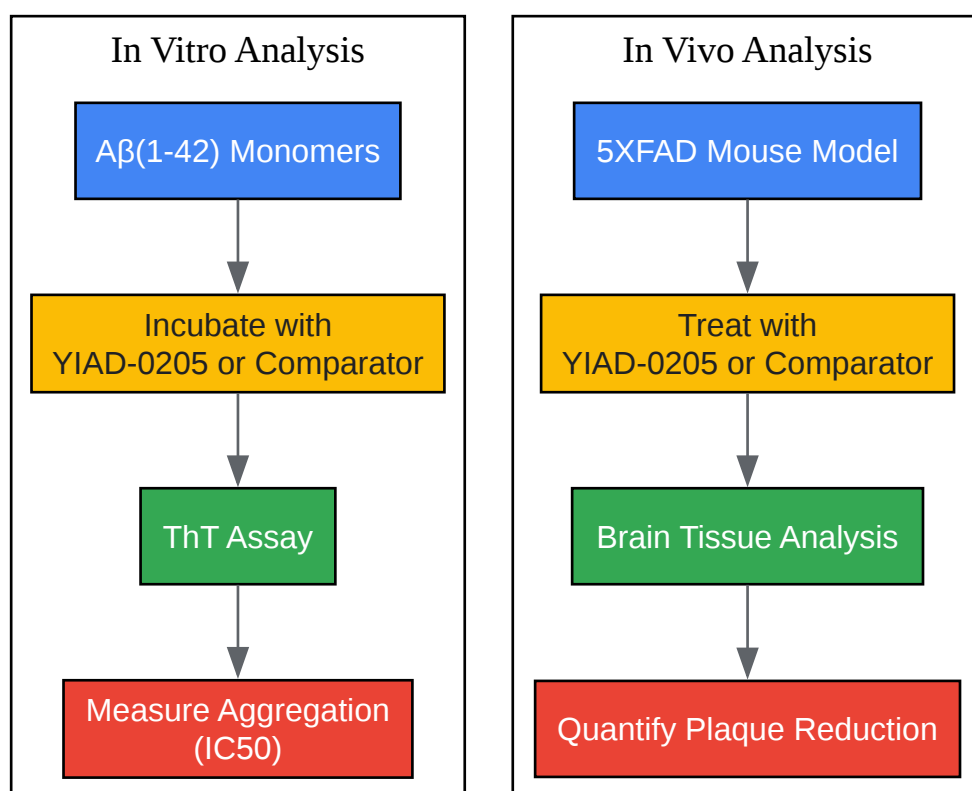 In Vitro Analysis
Aβ(1-42) Monomers
Incubate with
YIAD-0205 or Comparator
ThT Assay
Measure Aggregation
(IC50)
In Vivo Analysis
5XFAD Mouse Model
Treat with
YIAD-0205 or Comparator
Brain Tissue Analysis
Quantify Plaque Reduction